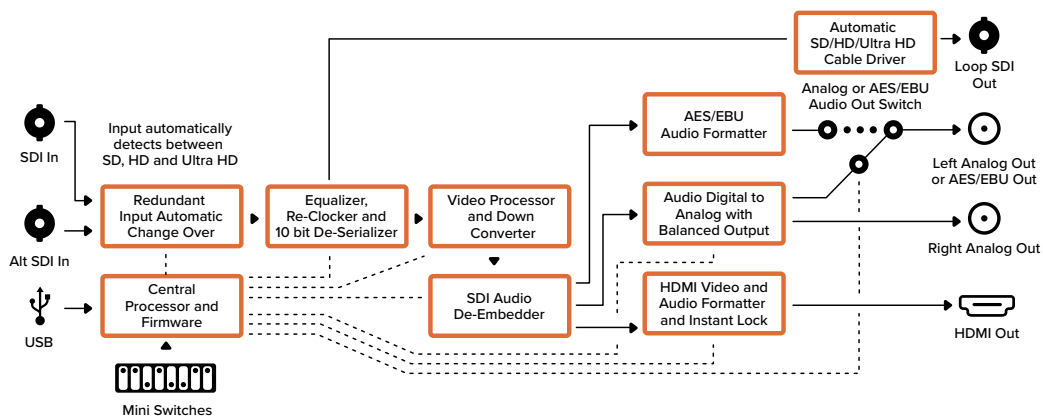 Automatic
SD/HD/Ultra HD
Cable Driver
Loop SDI
Out
Analog or AES/EBU
Audio Out Switch
AES/EBU
Audio Formatter
SDI In
Input automatically
detects between
SD, HD and Ultra HD
Left Analog Out
or AES/EBU Out
Redundant
Input Automatic
Change Over
Equalizer,
Re-Clocker and
10 bit De-Serializer
Video Processor
and Down
Converter
Audio Digital to
Analog with
Balanced Output
Right Analog Out
Alt SDI In
Central
Processor and
Firmware
SDI Audio
De-Embedder
HDMI Video and
Audio Formatter
and Instant Lock
USB
HDMI Out
Mini Switches